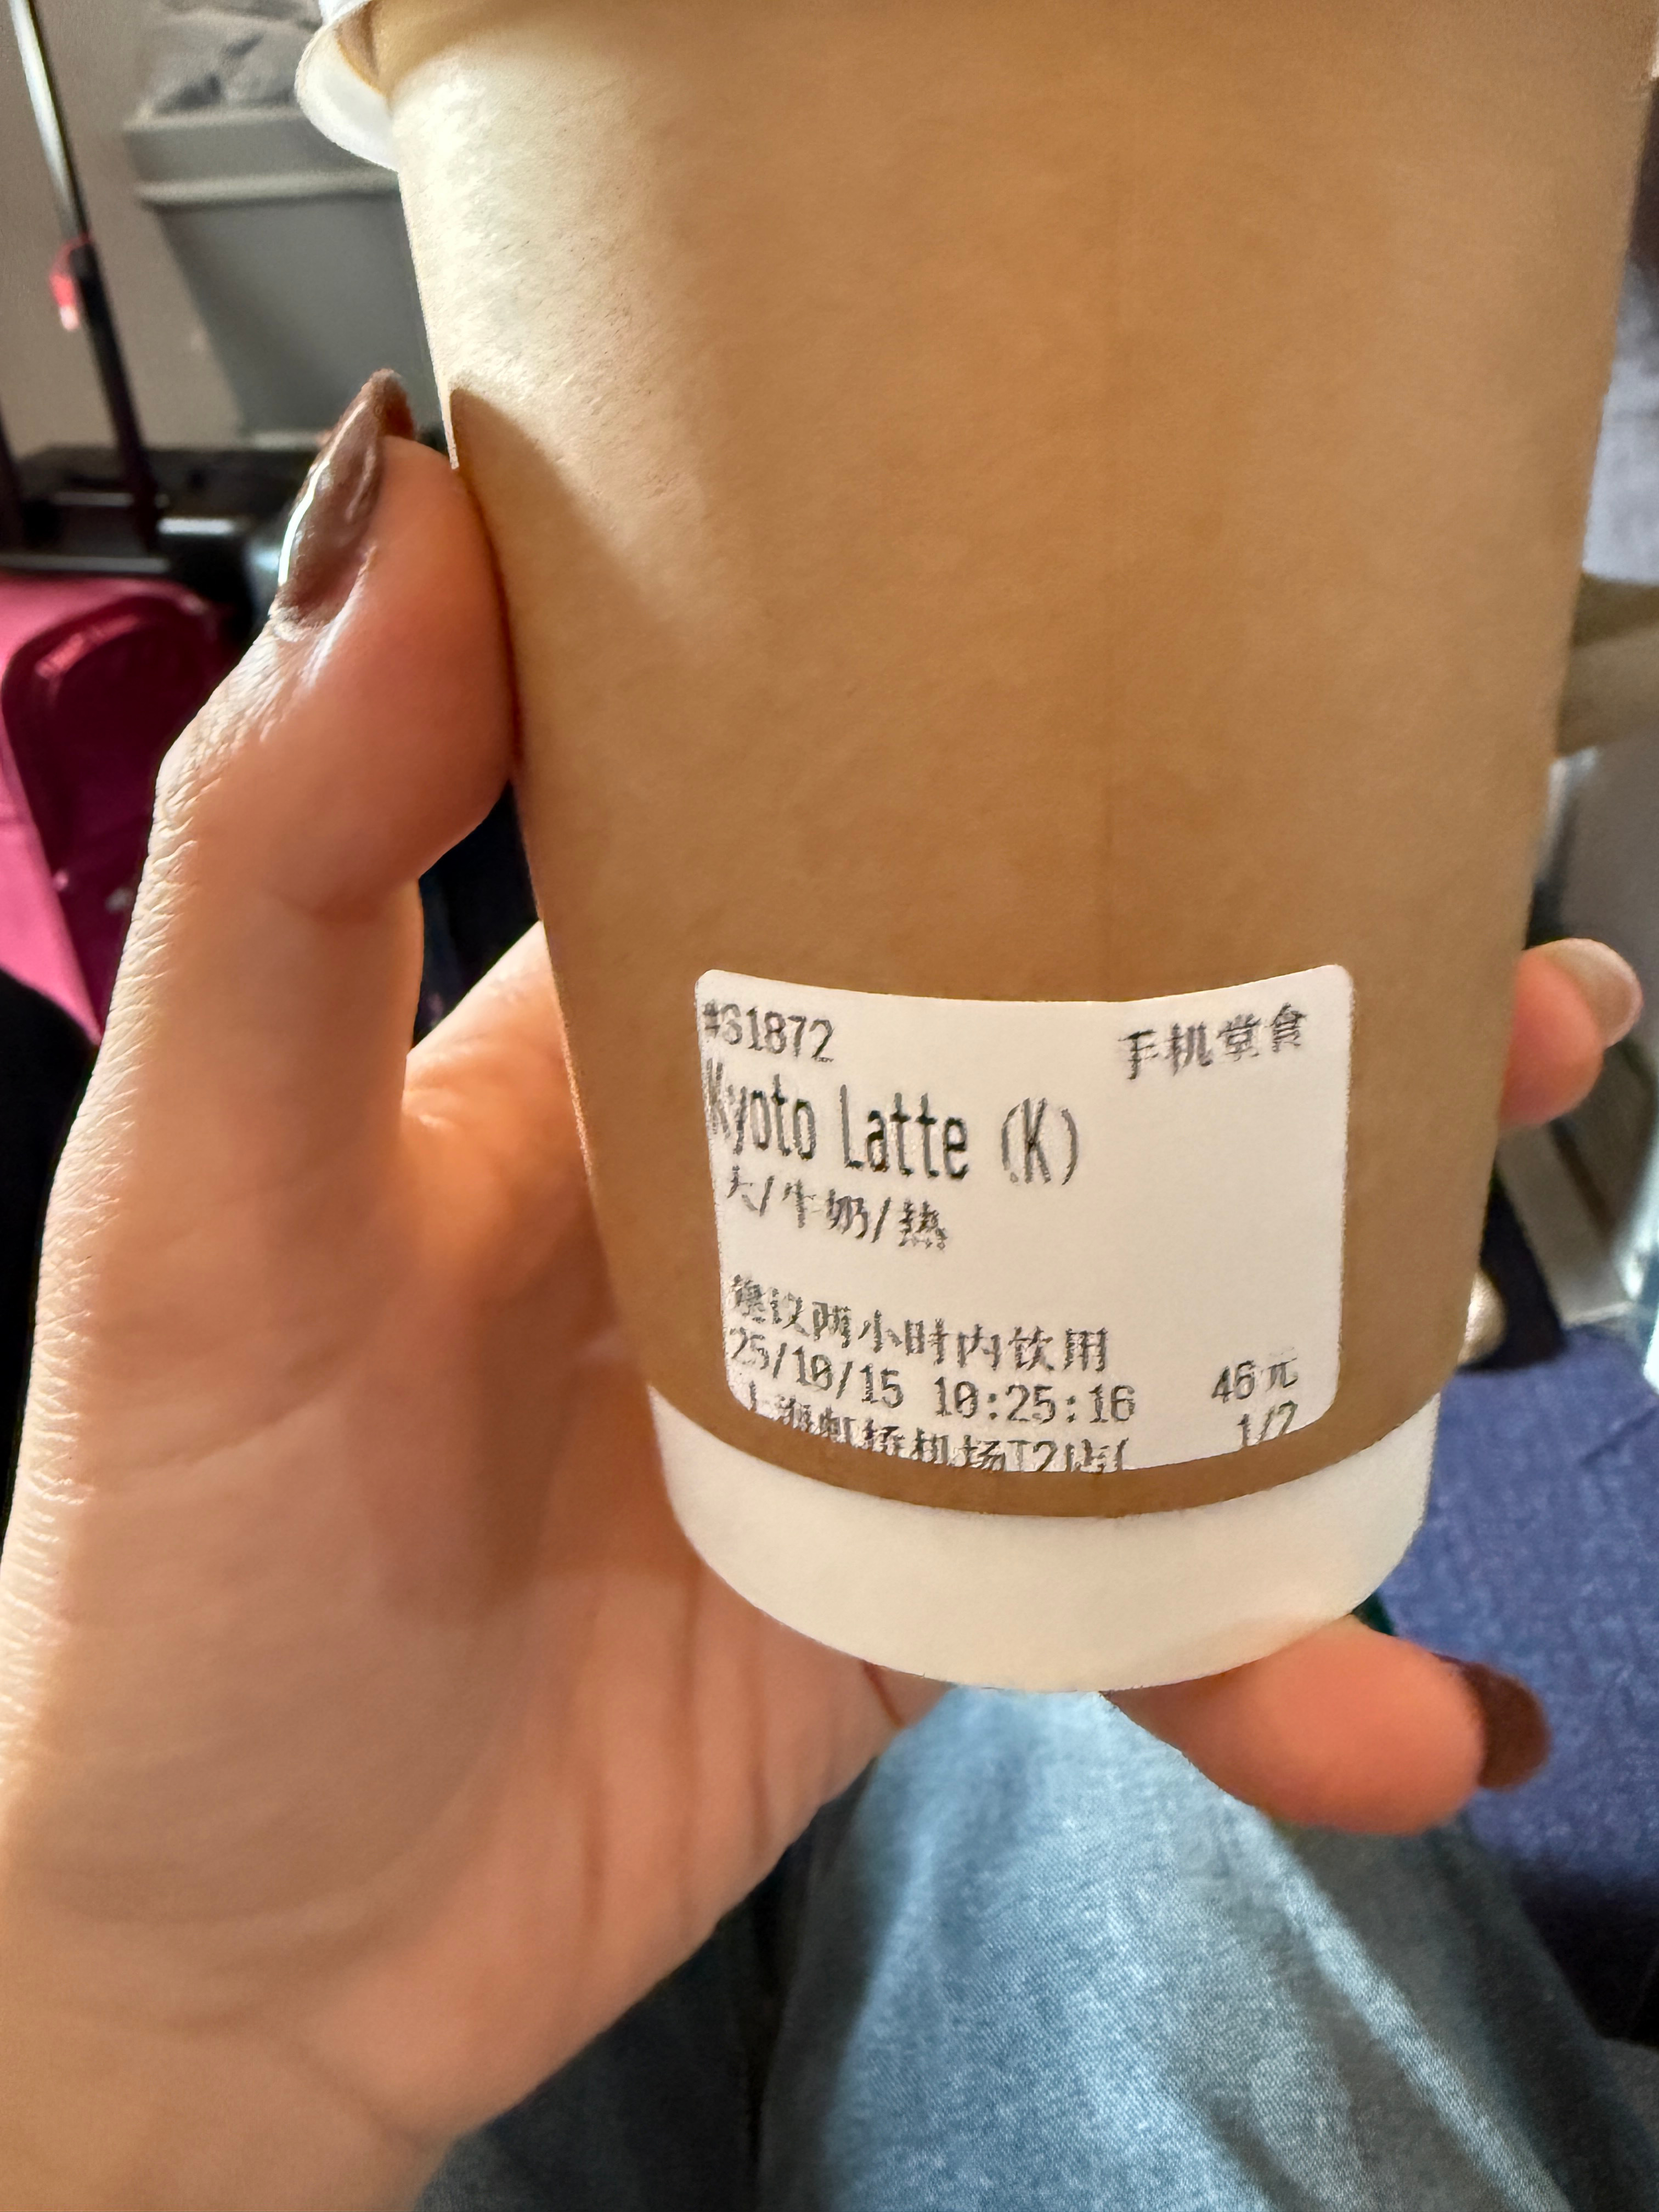 #S1872 手机堂食
Kyoto Latte (K)
大/牛奶/热
建议两小时内饮用
25/10/15 10:25:16 46元
上海虹桥机场T2店( 1/2